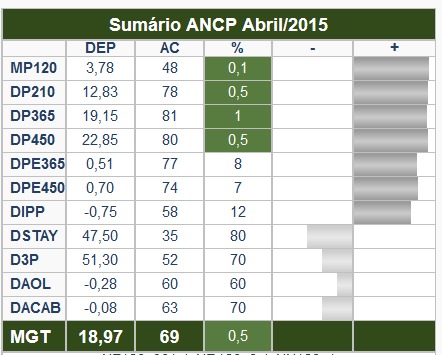 Sumário ANCP Abril/2015
DEP AC % - +
MP120 3,78 48 0,1
DP210 12,83 78 0,5
DP365 19,15 81 1
DP450 22,85 80 0,5
DPE365 0,51 77 8
DPE450 0,70 74 7
DIPP -0,75 58 12
DSTAY 47,50 35 80
D3P 51,30 52 70
DAOL -0,28 60 60
DACAB -0,08 63 70
MGT 18,97 69 0,5